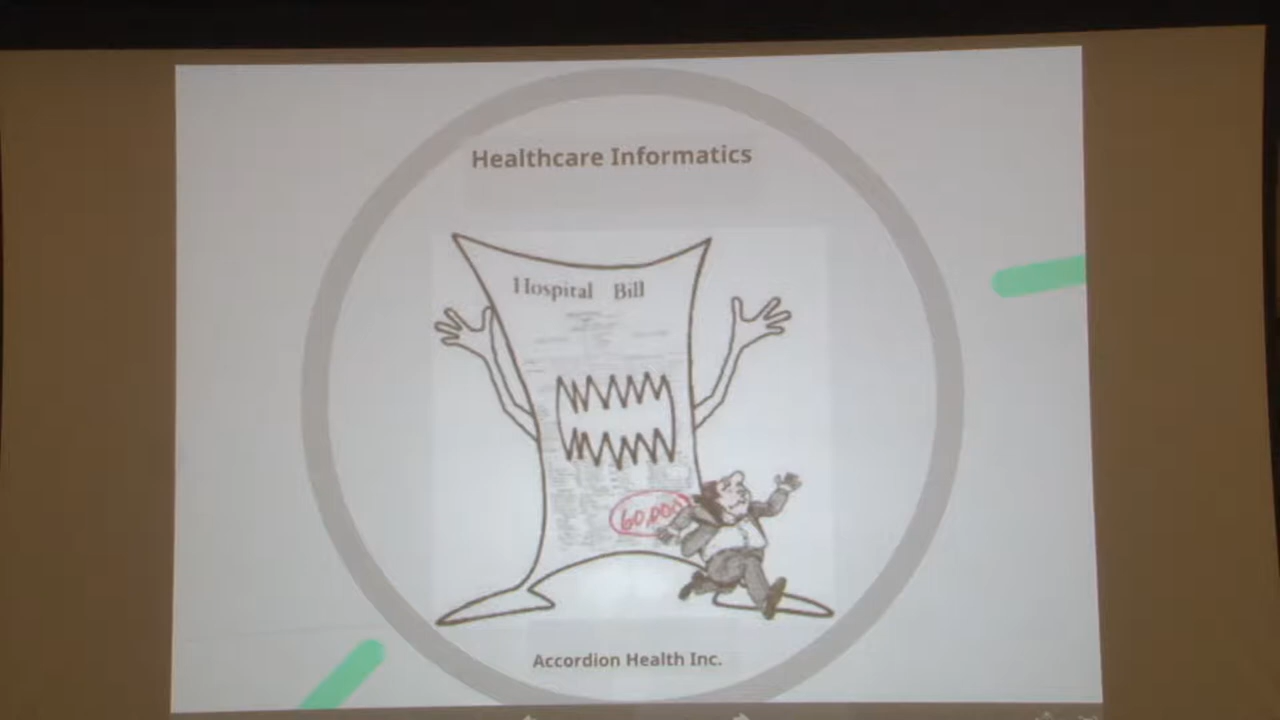 Healthcare Informatics
Hospital Bill
60,000
Accordion Health Inc.